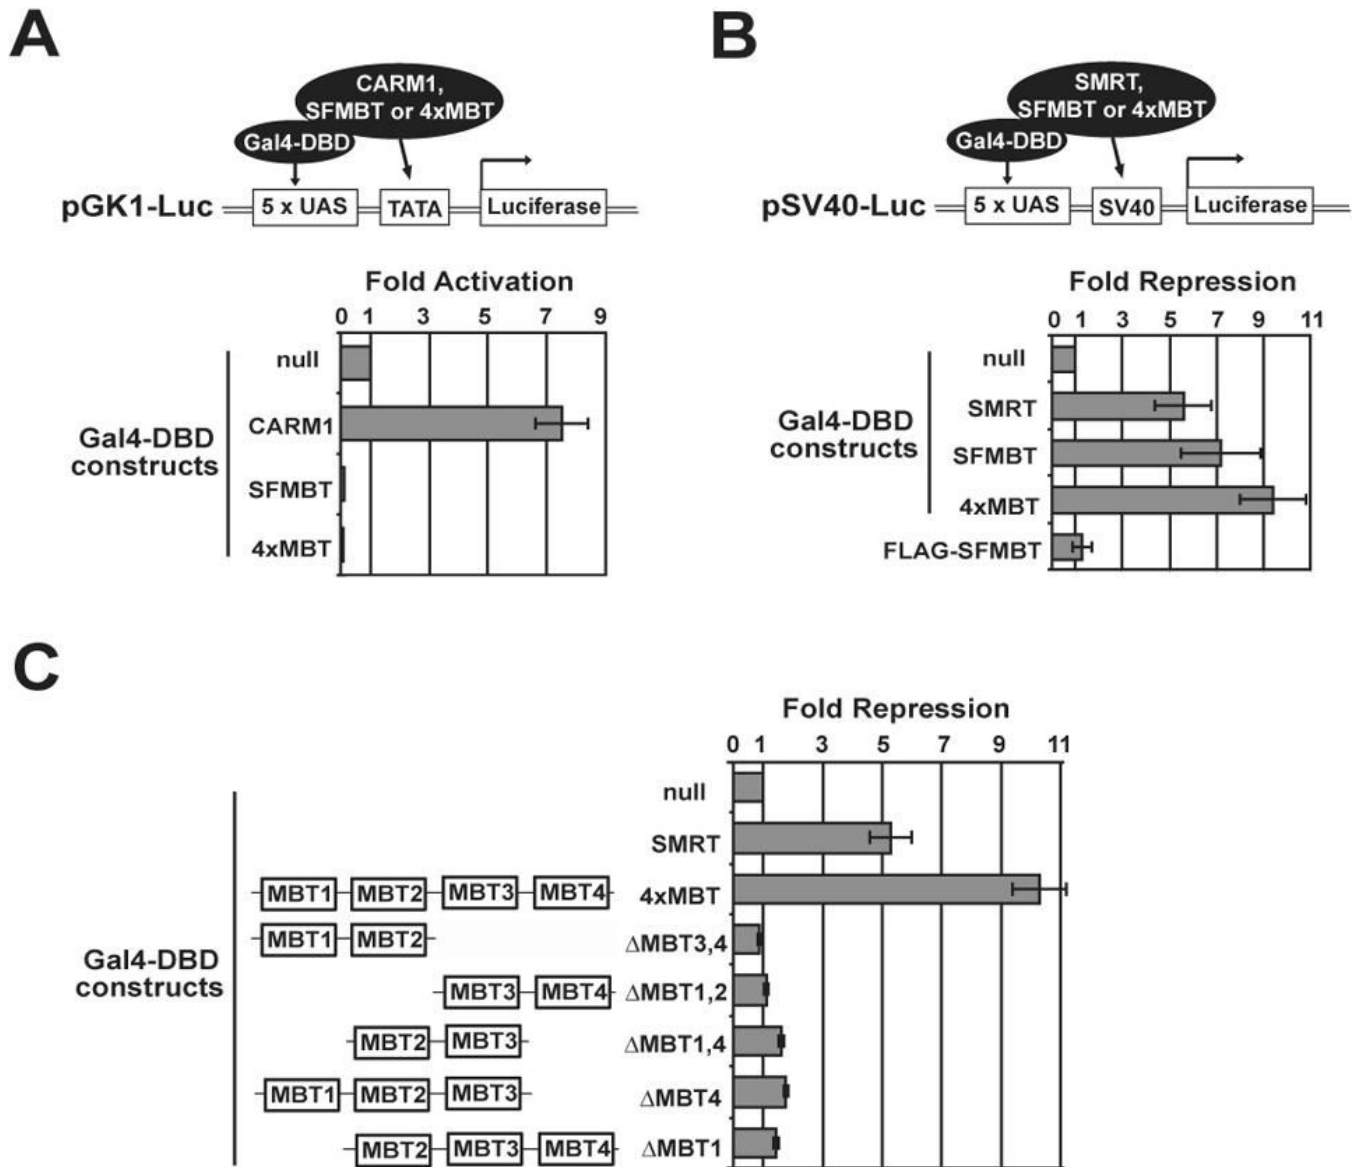 A
CARM1,
SFMBT or 4xMBT
Gal4-DBD
pGK1-Luc
5 x UAS
TATA
Luciferase
Fold Activation
0 1 3 5 7 9
null
CARM1
SFMBT
4xMBT
Gal4-DBD
constructs
B
SMRT,
SFMBT or 4xMBT
Gal4-DBD
pSV40-Luc
5 x UAS
SV40
Luciferase
Fold Repression
0 1 3 5 7 9 11
null
SMRT
SFMBT
4xMBT
FLAG-SFMBT
Gal4-DBD
constructs
C
Fold Repression
0 1 3 5 7 9 11
null
SMRT
MBT1 MBT2 MBT3 MBT4 4xMBT
MBT1 MBT2 ΔMBT3,4
MBT3 MBT4 ΔMBT1,2
MBT2 MBT3 ΔMBT1,4
MBT1 MBT2 MBT3 ΔMBT4
MBT2 MBT3 MBT4 ΔMBT1
Gal4-DBD
constructs